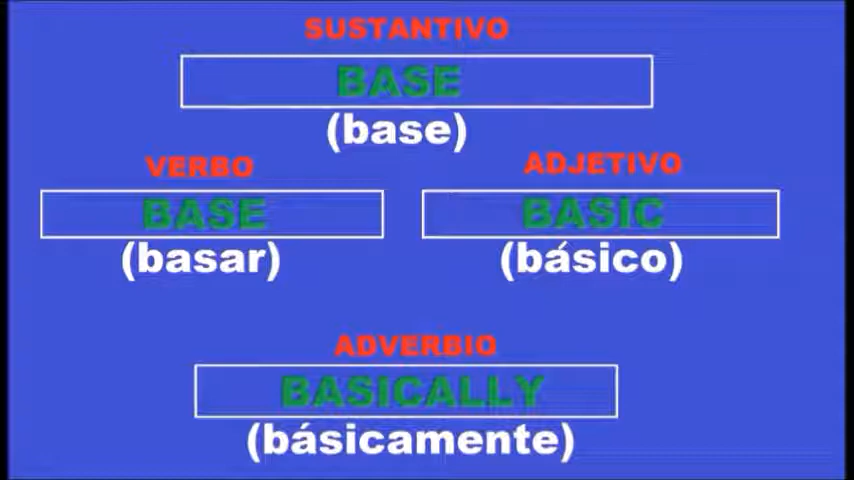 SUSTANTIVO
BASE
(base)
VERBO
BASE
(basar)
ADJETIVO
BASIC
(básico)
ADVERBIO
BASICALLY
(básicamente)